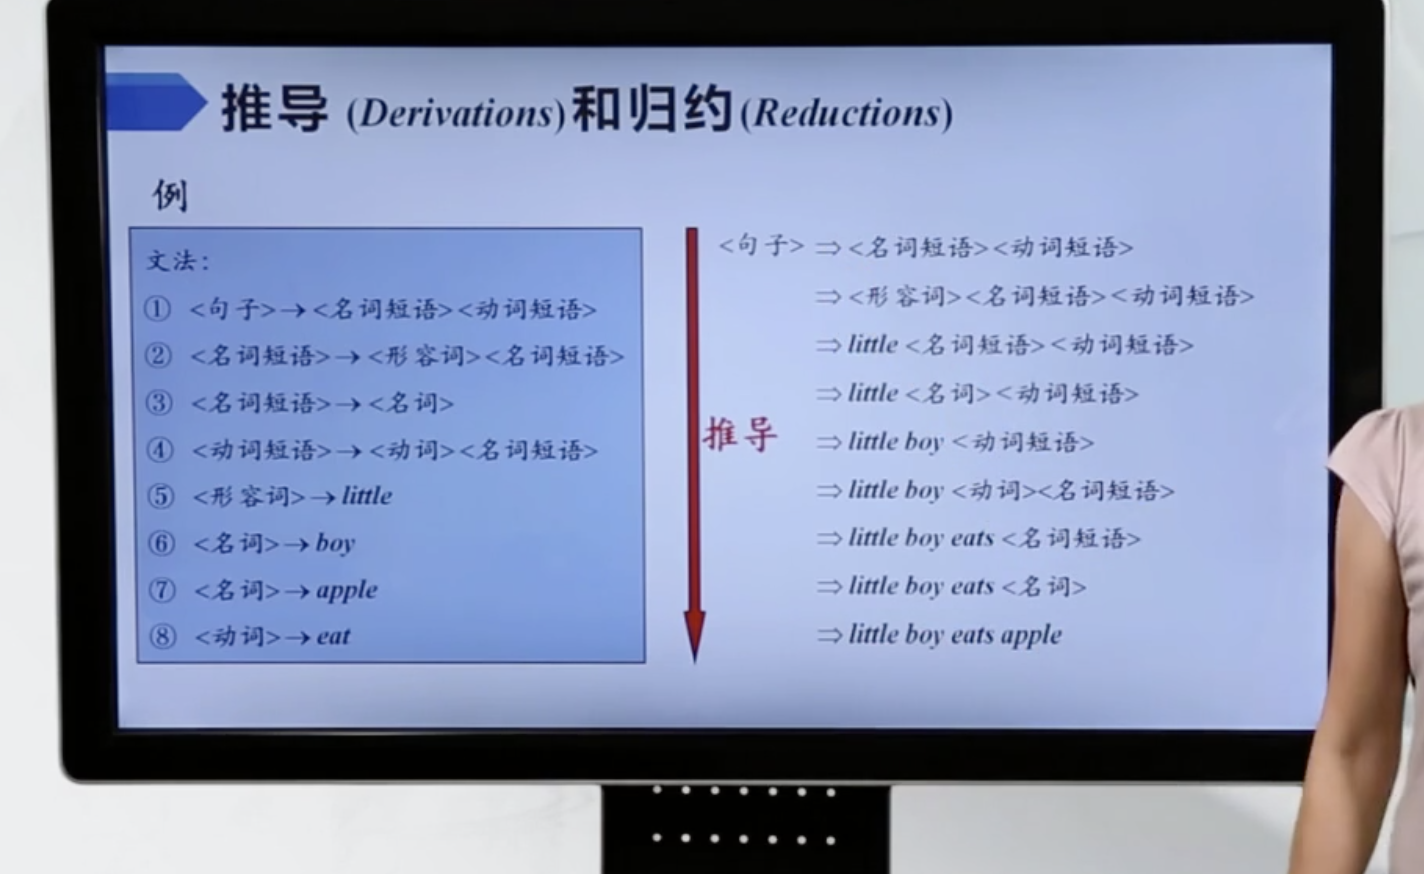 推导 (Derivations)和归约(Reductions)
例
文法:
① <句子>→<名词短语><动词短语>
② <名词短语>→<形容词><名词短语>
③ <名词短语>→<名词>
④ <动词短语>→<动词><名词短语>
⑤ <形容词>→little
⑥ <名词>→boy
⑦ <名词>→apple
⑧ <动词>→eat
推导
<句子> ⇒<名词短语><动词短语>
⇒<形容词><名词短语><动词短语>
⇒little <名词短语><动词短语>
⇒little <名词><动词短语>
⇒little boy <动词短语>
⇒little boy <动词><名词短语>
⇒little boy eats <名词短语>
⇒little boy eats <名词>
⇒little boy eats apple